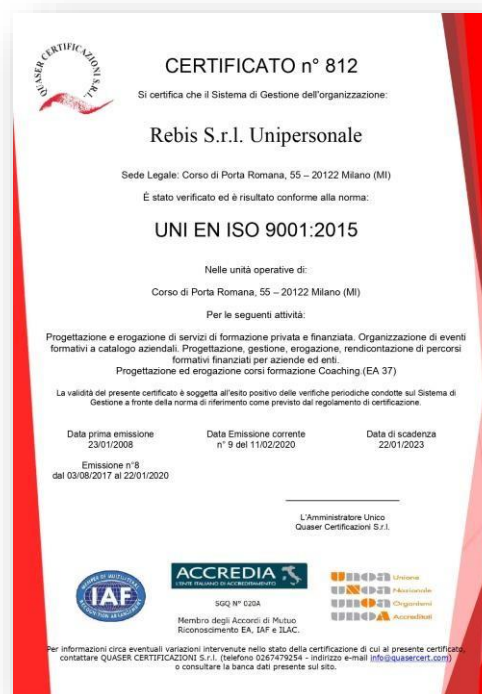 QUASER CERTIFICAZIONI S.R.L.
CERTIFICATO n° 812
Si certifica che il Sistema di Gestione dell'organizzazione:
Rebis S.r.l. Unipersonale
Sede Legale: Corso di Porta Romana, 55 – 20122 Milano (MI)
È stato verificato ed è risultato conforme alla norma:
UNI EN ISO 9001:2015
Nelle unità operative di:
Corso di Porta Romana, 55 – 20122 Milano (MI)
Per le seguenti attività:
Progettazione e erogazione di servizi di formazione privata e finanziata. Organizzazione di eventi
formativi a catalogo aziendali. Progettazione, gestione, erogazione, rendicontazione di percorsi
formativi finanziati per aziende ed enti.
Progettazione ed erogazione corsi formazione Coaching.(EA 37)
La validità del presente certificato è soggetta all'esito positivo delle verifiche periodiche condotte sul Sistema di
Gestione a fronte della norma di riferimento come previsto dal regolamento di certificazione.
Data prima emissione
23/01/2008
Data Emissione corrente
n° 9 del 11/02/2020
Data di scadenza
22/01/2023
Emissione n°8
dal 03/08/2017 al 22/01/2020
L'Amministratore Unico
Quaser Certificazioni S.r.l.
MEMBER OF MULTILATERAL
RECOGNITION ARRANGEMENT
IAF
ACCREDIA
L'ENTE ITALIANO DI ACCREDITAMENTO
SGQ N° 020A
Membro degli Accordi di Mutuo
Riconoscimento EA, IAF e ILAC.
unoa Unione
unoa Nazionale
unoa Organismi
unoa Accreditati
Per informazioni circa eventuali variazioni intervenute nello stato della certificazione di cui al presente certificato,
contattare QUASER CERTIFICAZIONI S.r.l. (telefono 0267479254 - indirizzo e-mail info@quasercert.com)
o consultare la banca dati presente sul sito.